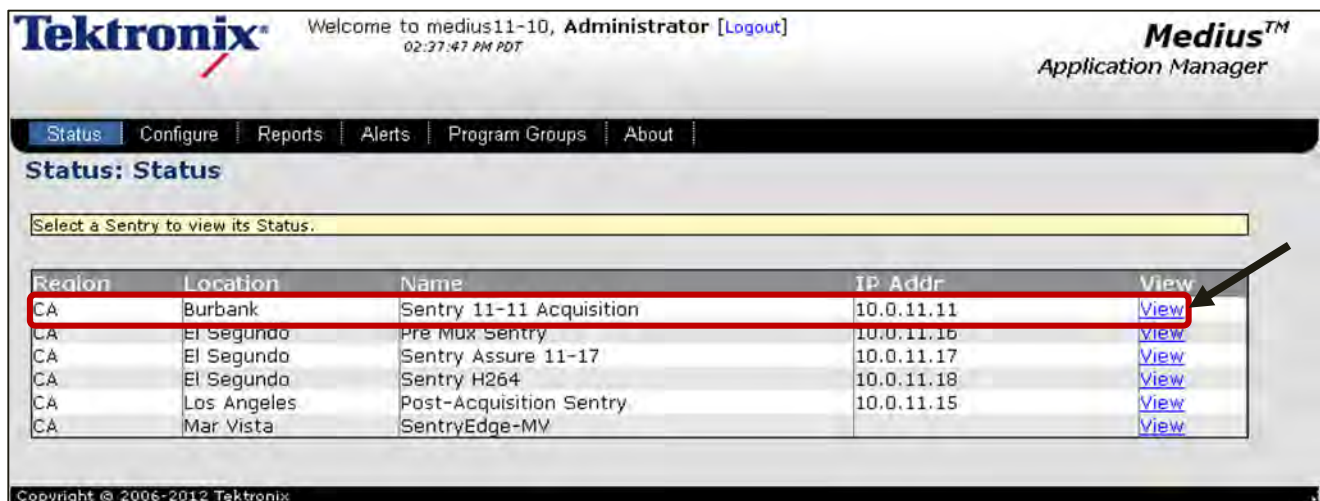 Tektronix
Welcome to medius11-10, Administrator [Logout]
02:37:47 PM PDT
Medius™
Application Manager
Status Configure Reports Alerts Program Groups About
Status: Status
Select a Sentry to view its Status.
Region Location Name IP Addr View
CA Burbank Sentry 11-11 Acquisition 10.0.11.11 View
CA El Segundo Pre Mux Sentry 10.0.11.16 View
CA El Segundo Sentry Assure 11-17 10.0.11.17 View
CA El Segundo Sentry H264 10.0.11.18 View
CA Los Angeles Post-Acquisition Sentry 10.0.11.15 View
CA Mar Vista SentryEdge-MV View
Copyright © 2006-2012 Tektronix